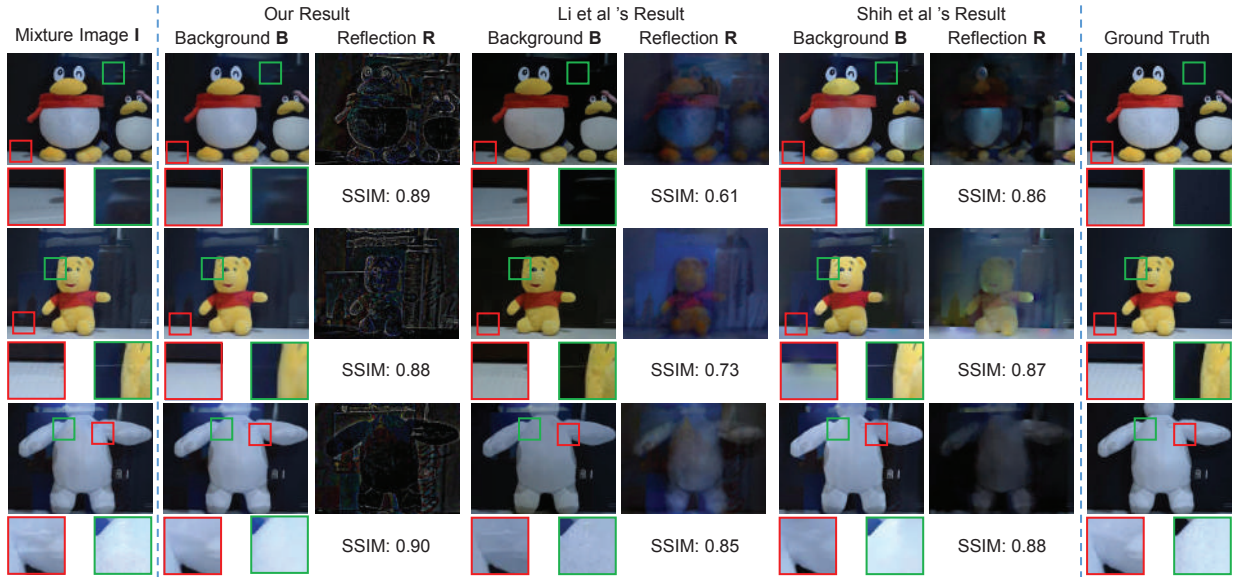 Our Result
Li et al 's Result
Shih et al 's Result
Mixture Image I
Background B
Reflection R
Background B
Reflection R
Background B
Reflection R
Ground Truth
SSIM: 0.89
SSIM: 0.61
SSIM: 0.86
SSIM: 0.88
SSIM: 0.73
SSIM: 0.87
SSIM: 0.90
SSIM: 0.85
SSIM: 0.88